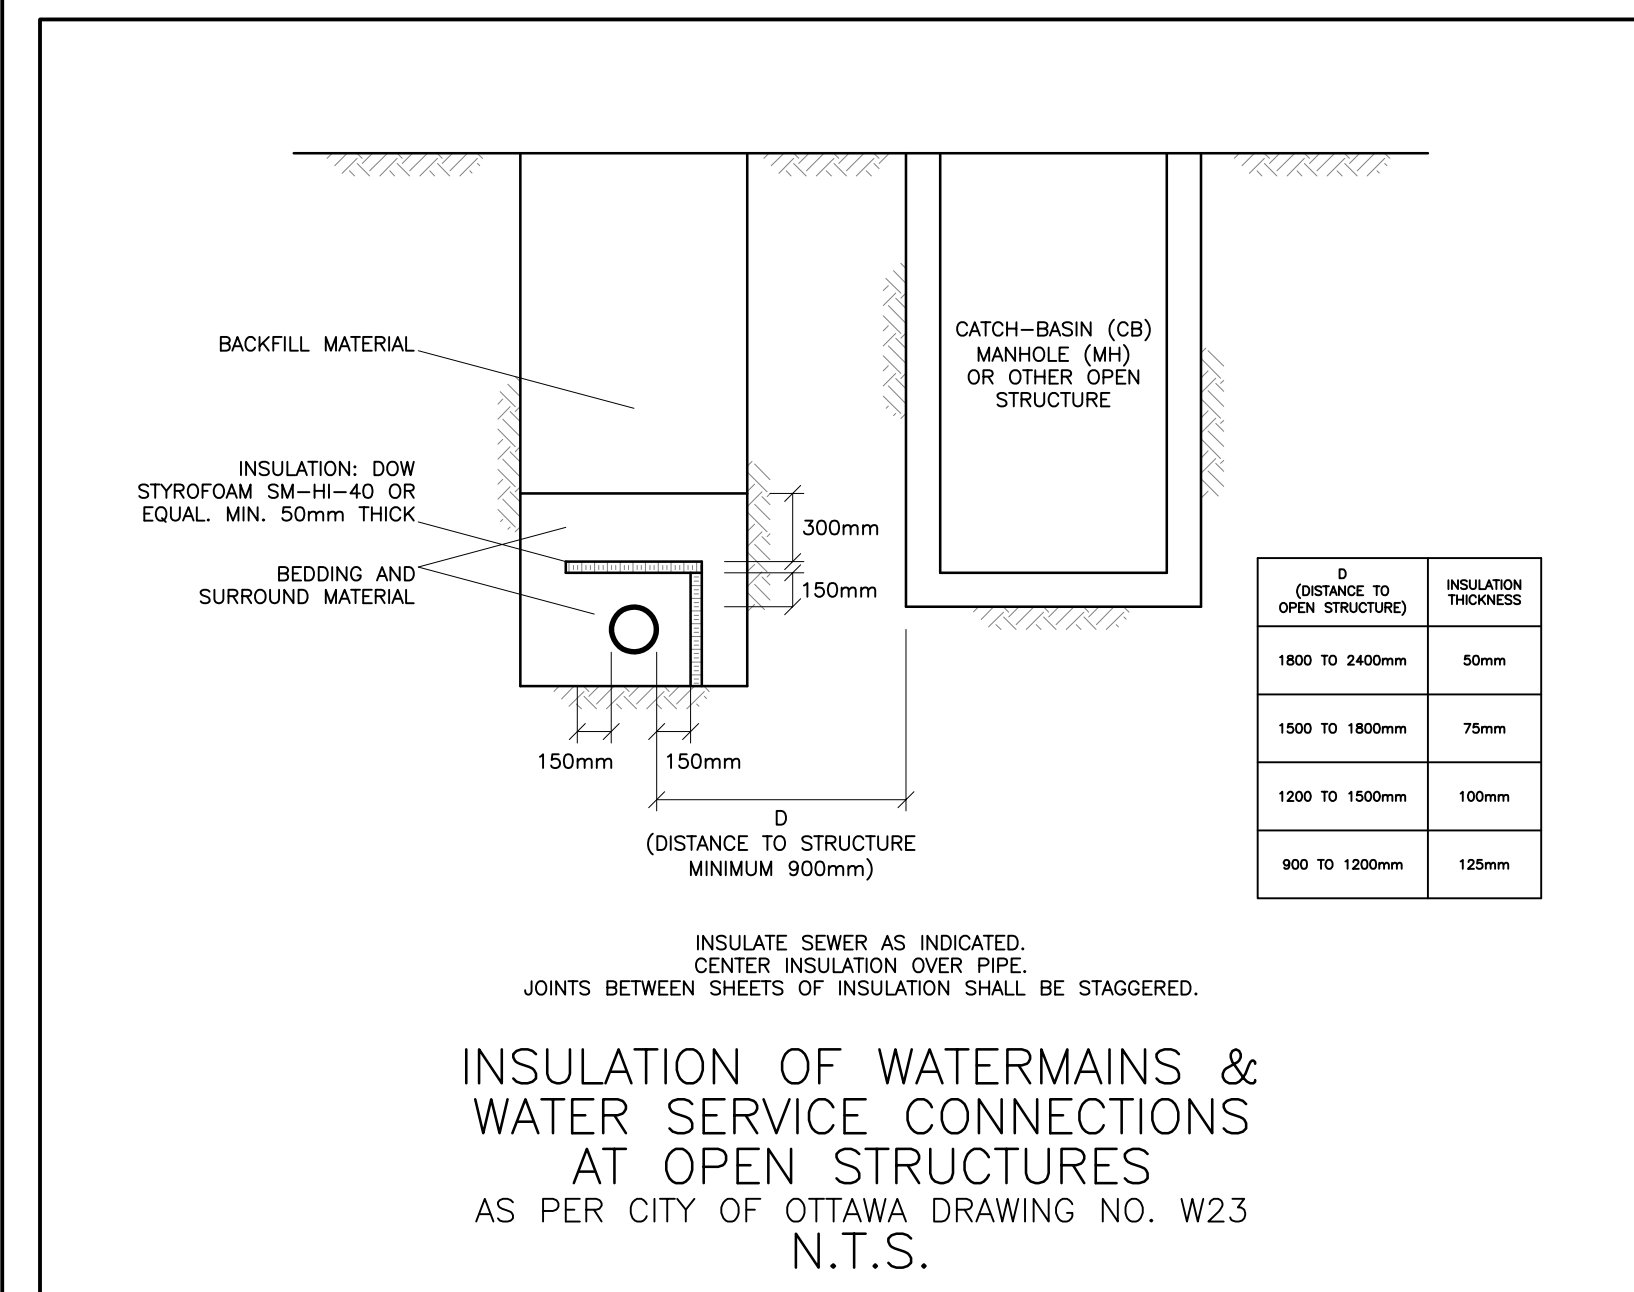 BACKFILL MATERIAL
INSULATION: DOW
STYROFOAM SM-HI-40 OR
EQUAL. MIN. 50mm THICK
BEDDING AND
SURROUND MATERIAL
300mm
150mm
150mm
150mm
D
(DISTANCE TO STRUCTURE
MINIMUM 900mm)
CATCH-BASIN (CB)
MANHOLE (MH)
OR OTHER OPEN
STRUCTURE
D
(DISTANCE TO
OPEN STRUCTURE)
INSULATION
THICKNESS
1800 TO 2400mm
50mm
1500 TO 1800mm
75mm
1200 TO 1500mm
100mm
900 TO 1200mm
125mm
INSULATE SEWER AS INDICATED.
CENTER INSULATION OVER PIPE.
JOINTS BETWEEN SHEETS OF INSULATION SHALL BE STAGGERED.
INSULATION OF WATERMAINS &
WATER SERVICE CONNECTIONS
AT OPEN STRUCTURES
AS PER CITY OF OTTAWA DRAWING NO. W23
N.T.S.